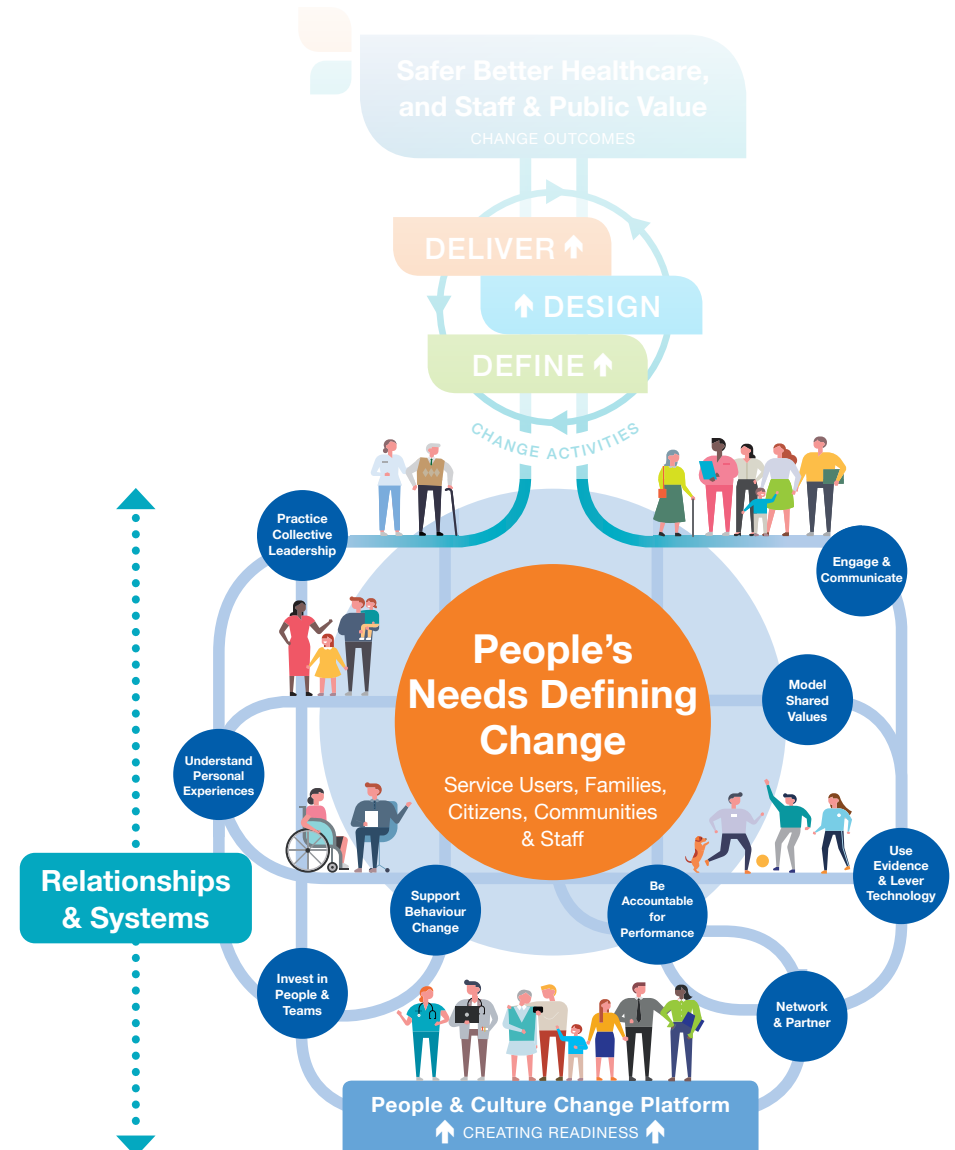 Safer Better Healthcare,
and Staff & Public Value
CHANGE OUTCOMES
DELIVER
DESIGN
DEFINE
CHANGE ACTIVITIES
Practice
Collective
Leadership
Engage &
Communicate
People's
Needs Defining
Change
Service Users, Families,
Citizens, Communities
& Staff
Model
Shared
Values
Understand
Personal
Experiences
Relationships
& Systems
Support
Behaviour
Change
Be
Accountable
for
Performance
Use
Evidence
& Lever
Technology
Invest in
People &
Teams
Network
& Partner
People & Culture Change Platform
CREATING READINESS